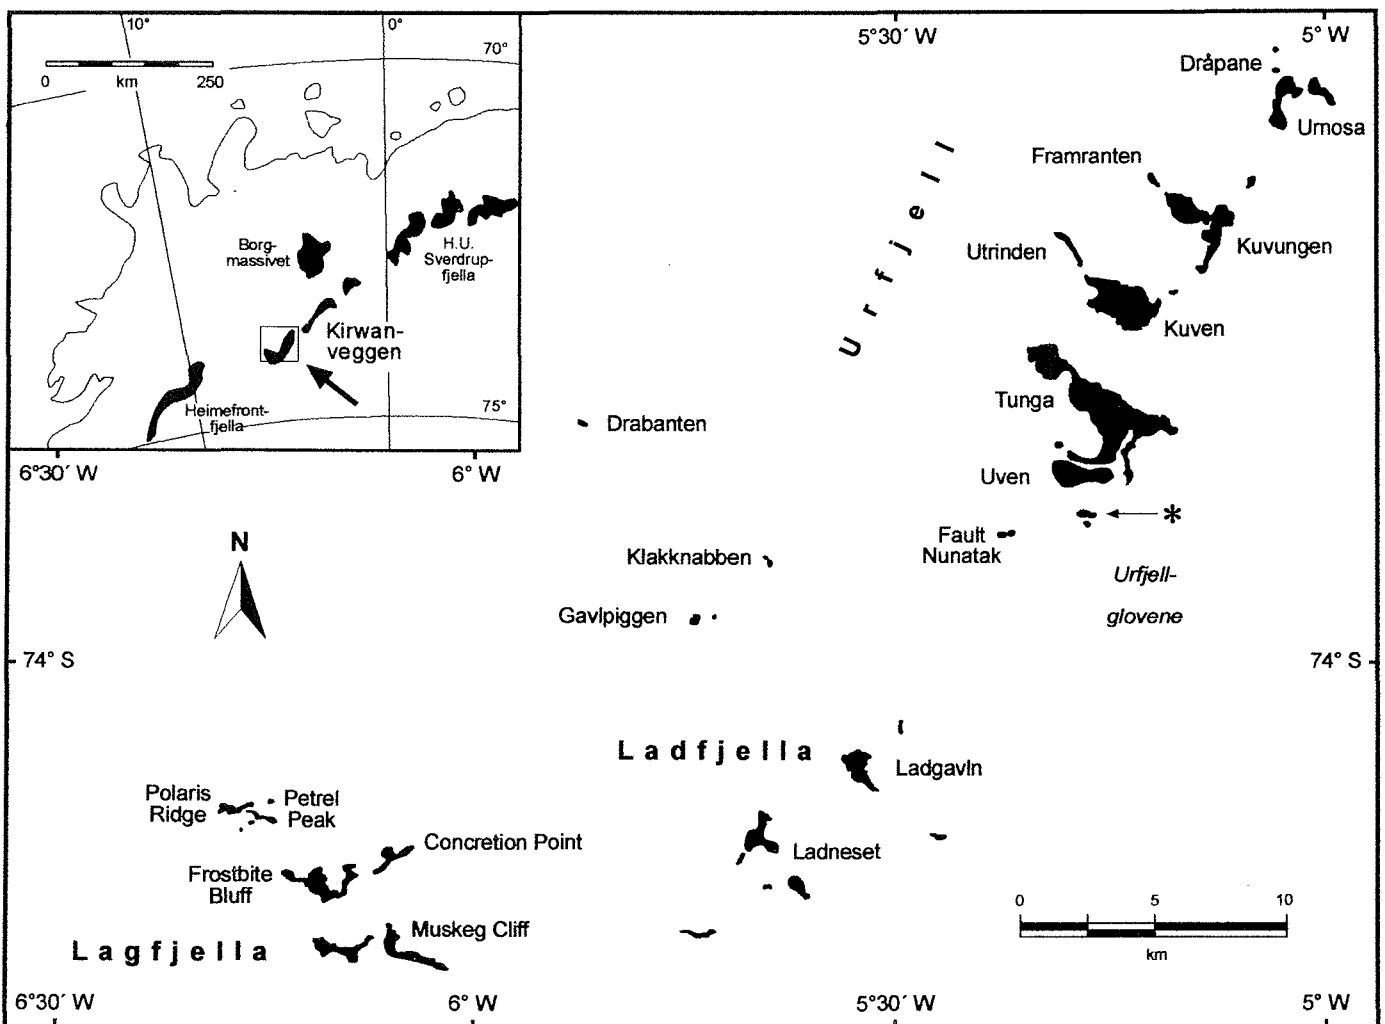 10°
0°
70°
0 km 250
Borg-
massivet
H.U.
Sverdrup-
fjella
Kirwan-
veggen
Heimefront-
fjella
75°
5°30´ W
5° W
Dråpane
Urnosa
Framranten
Kuvungen
Utrinden
Kuven
Urfjell
Tunga
Drabanten
6°30´ W
6° W
Uven
*
Fault
Nunatak
N
Klakknabben
Urfjell-
glovene
Gavlpiggen
74° S
74° S
Ladfjella
Ladgavln
Polaris
Ridge
Petrel
Peak
Concretion Point
Ladneset
Frostbite
Bluff
0 5 10
km
Muskeg Cliff
Lagfjella
6°30´ W
6° W
5°30´ W
5° W